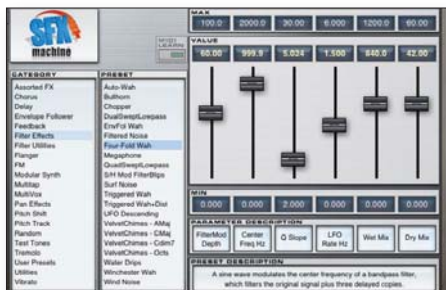 SFX
machine
MIDI
LEARN
MAX
100.0 2000.0 30.00 6.000 1200.0 60.00
VALUE
60.00 999.9 5.024 1.500 840.0 42.00
CATEGORY
Assorted FX
Chorus
Delay
Envelope Follower
Feedback
Filter Effects
Filter Utilities
Flanger
FM
Modular Synth
Multitap
MultiVox
Pan Effects
Pitch Shift
Pitch Track
Random
Test Tones
Tremolo
User Presets
Utilities
Vibrato
PRESET
Auto-Wah
Bullhorn
Chopper
DualSweptLowpass
EnvFol Wah
Filtered Noise
Four-Fold Wah
Megaphone
QuadSweptLowpass
S/H Mod FilterBlips
Surf Noise
Triggered Wah
Triggered Wah+Dist
UFO Descending
VelvetChimes - AMaj
VelvetChimes - CMaj
VelvetChimes - Cdim7
VelvetChimes - Octs
Water Drips
Winchester Wah
Wind Noise
MIN
0.000 0.000 2.000 0.000 0.000 0.000
PARAMETER DESCRIPTION
FilterMod Depth
Center Freq Hz
Q Slope
LFO Rate Hz
Wet Mix
Dry Mix
PRESET DESCRIPTION
A sine wave modulates the center frequency of a bandpass filter,
which filters the original signal plus three delayed copies.